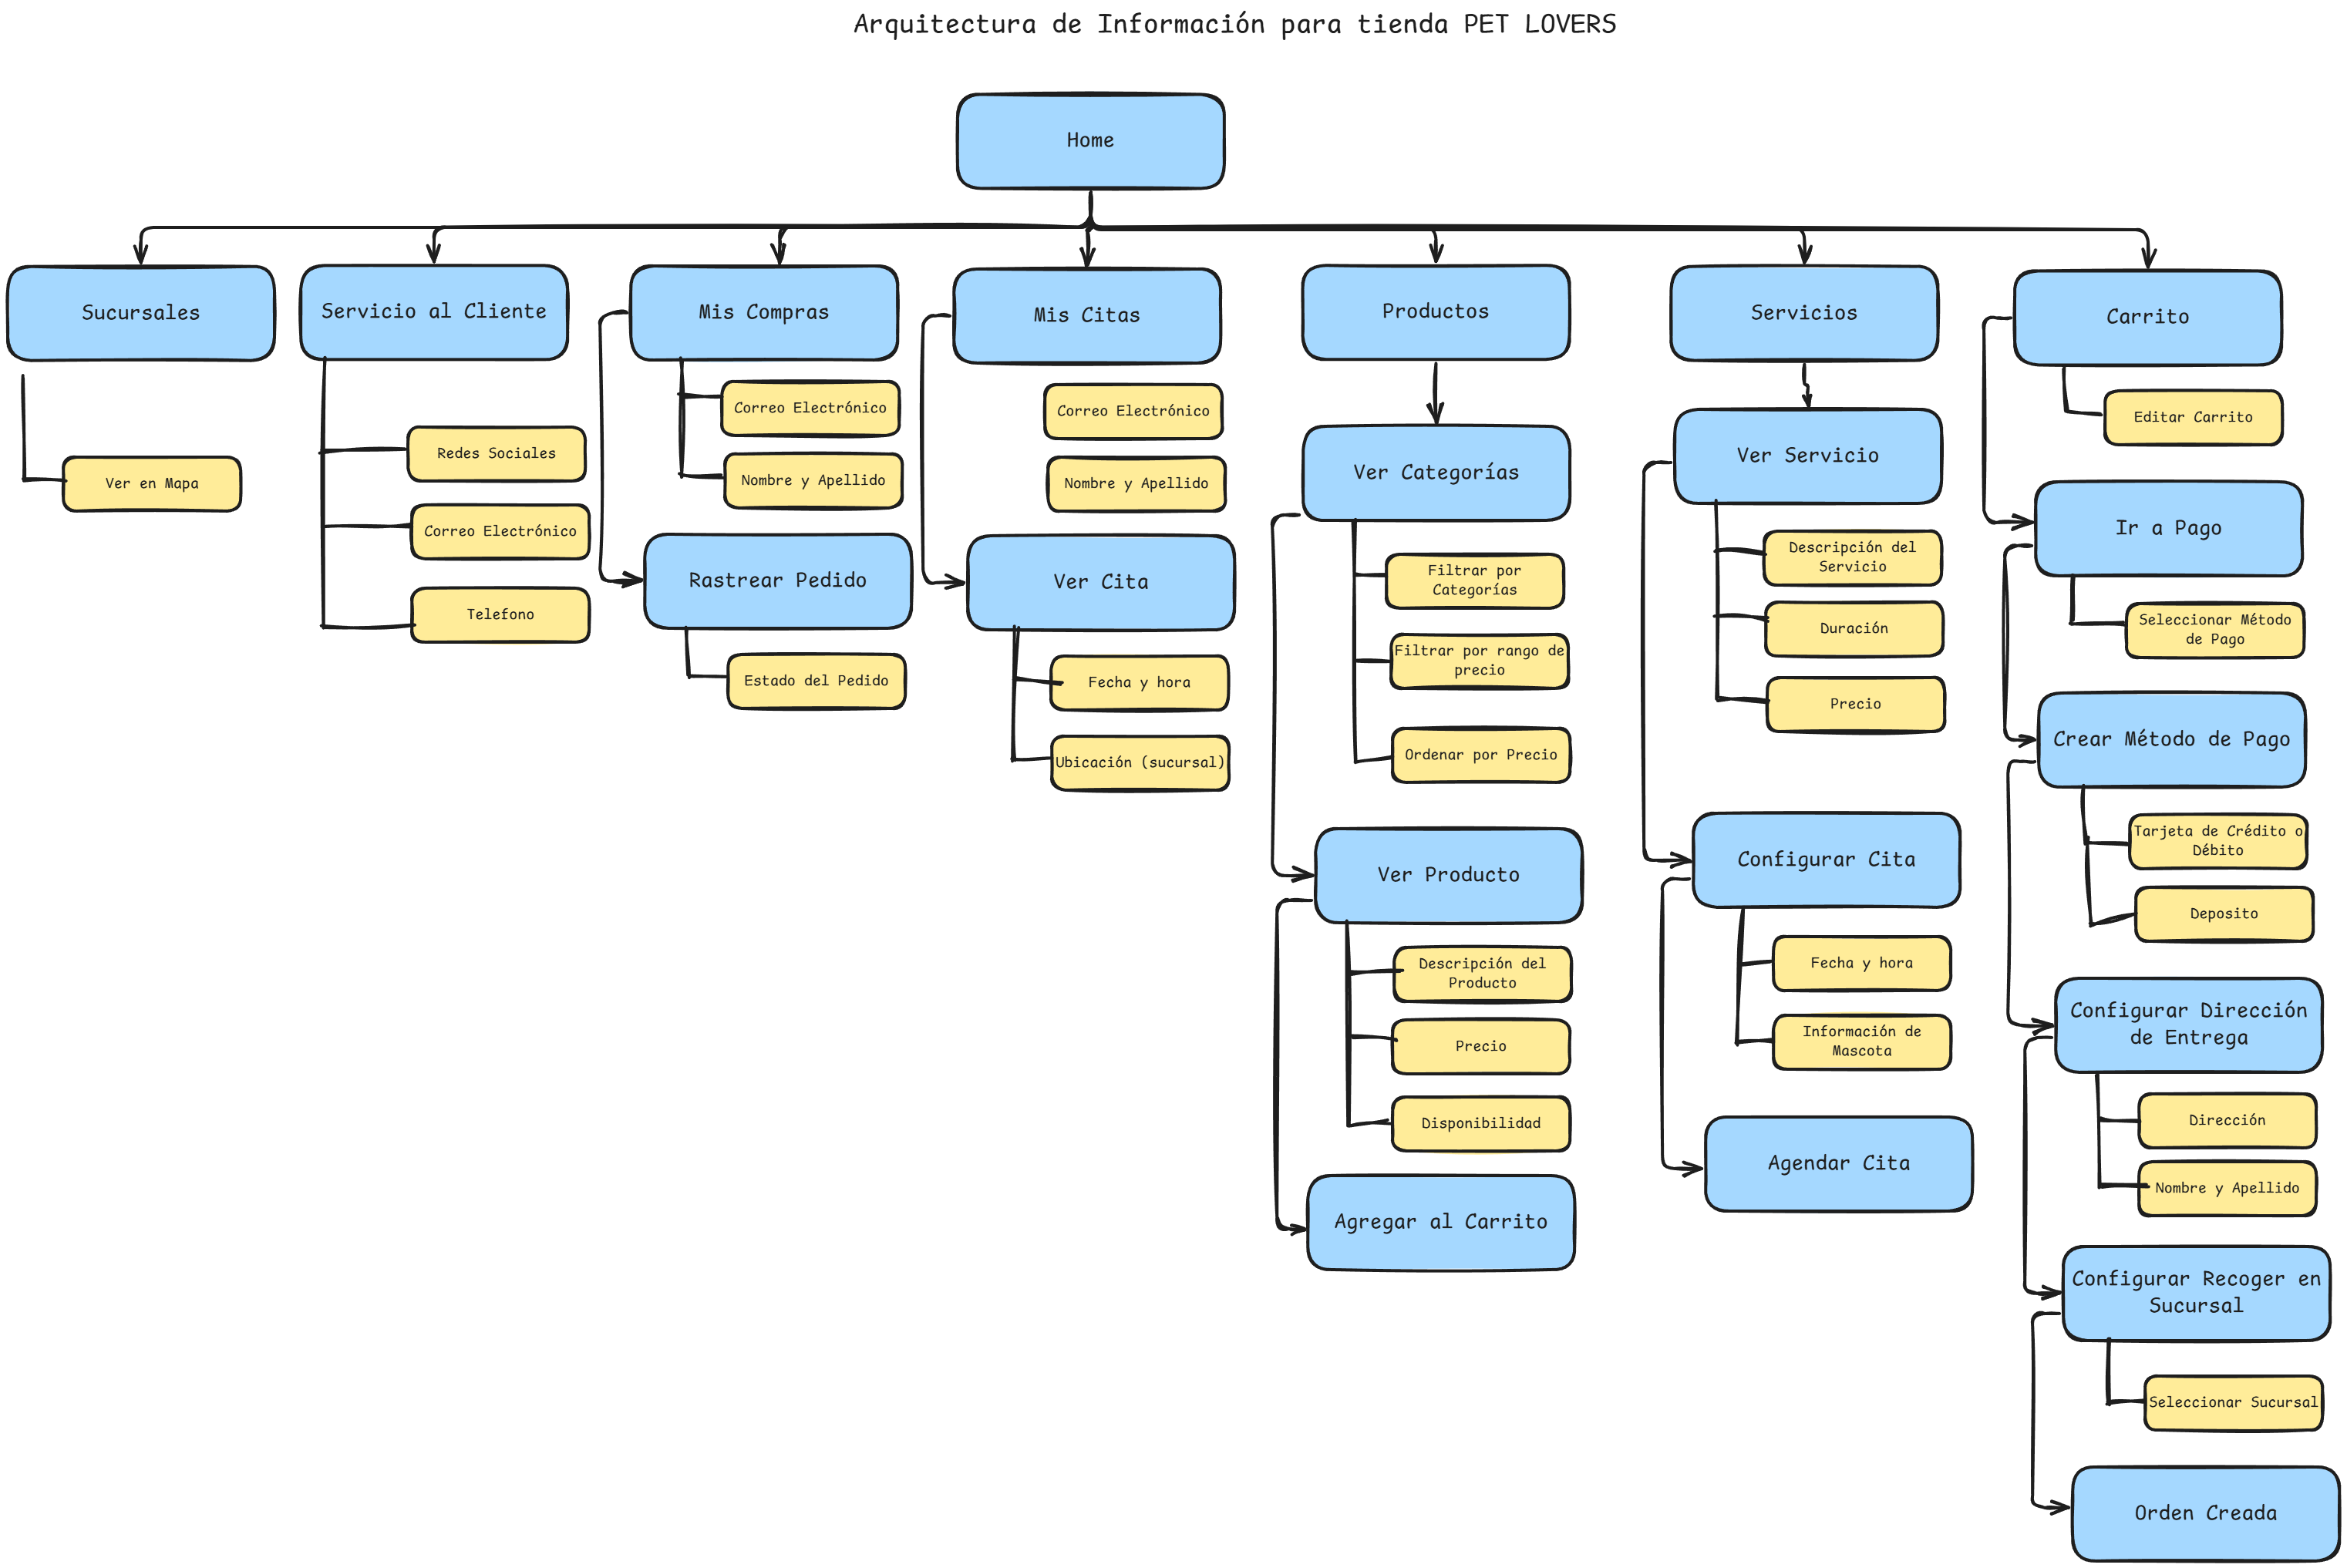 Arquitectura de Información para tienda PET LOVERS
Home
Sucursales
Ver en Mapa
Servicio al Cliente
Redes Sociales
Correo Electrónico
Telefono
Mis Compras
Correo Electrónico
Nombre y Apellido
Rastrear Pedido
Estado del Pedido
Mis Citas
Correo Electrónico
Nombre y Apellido
Ver Cita
Fecha y hora
Ubicación (sucursal)
Productos
Ver Categorías
Filtrar por
Categorías
Filtrar por rango de
precio
Ordenar por Precio
Ver Producto
Descripción del
Producto
Precio
Disponibilidad
Agregar al Carrito
Servicios
Ver Servicio
Descripción del
Servicio
Duración
Precio
Configurar Cita
Fecha y hora
Información de
Mascota
Agendar Cita
Carrito
Editar Carrito
Ir a Pago
Seleccionar Método
de Pago
Crear Método de Pago
Tarjeta de Crédito o
Débito
Deposito
Configurar Dirección
de Entrega
Dirección
Nombre y Apellido
Configurar Recoger en
Sucursal
Seleccionar Sucursal
Orden Creada